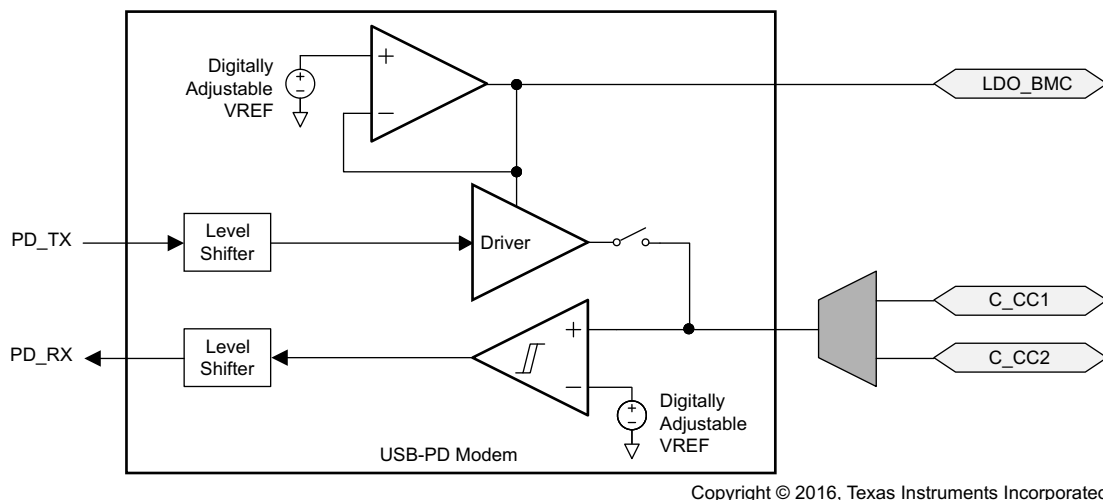 Digitally
Adjustable
VREF
+
−
+
−
LDO_BMC
PD_TX
Level
Shifter
Driver
C_CC1
PD_RX
Level
Shifter
+
−
C_CC2
+
−
Digitally
Adjustable
VREF
USB-PD Modem
Copyright © 2016, Texas Instruments Incorporated